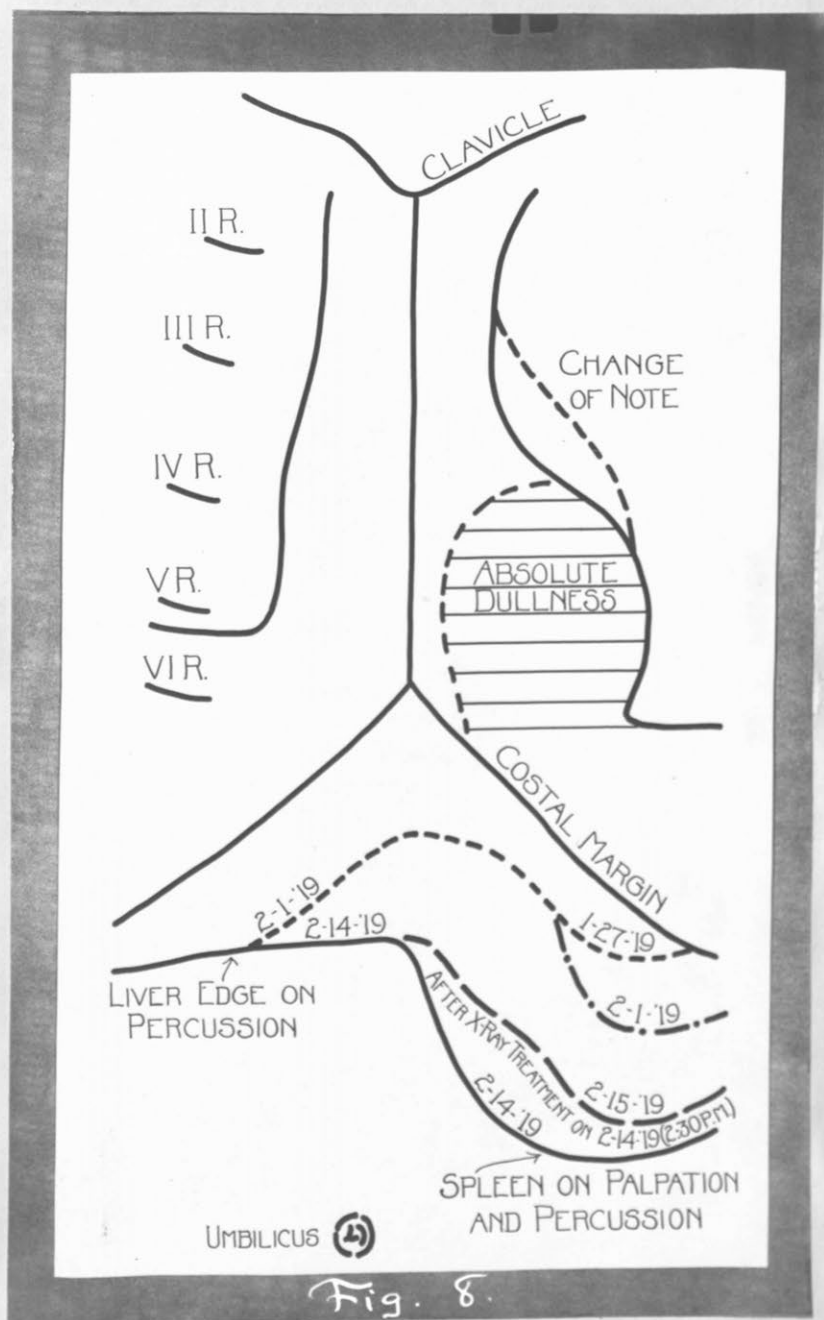 CLAVICLE
II R.
III R.
CHANGE
OF NOTE
IV R.
V R.
ABSOLUTE
DULLNESS
VI R.
COSTAL MARGIN
2-1-'19
2-14-'19
1-27-'19
2-1-'19
LIVER EDGE ON
PERCUSSION
AFTER X-RAY TREATMENT ON 2-14-'19 (2:30 P.M)
2-15-'19
2-14-'19
SPLEEN ON PALPATION
AND PERCUSSION
UMBILICUS
Fig. 8.